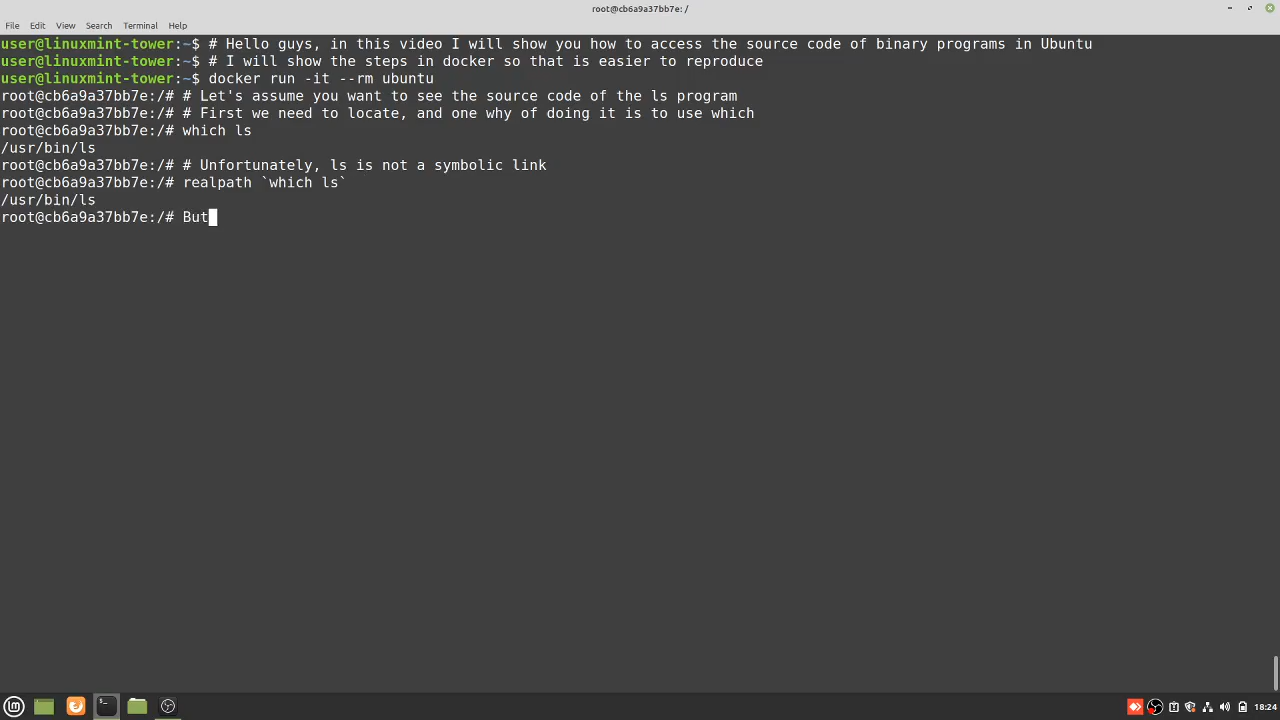 root@cb6a9a37bb7e: /
File Edit View Search Terminal Help
user@linuxmint-tower:~$ # Hello guys, in this video I will show you how to access the source code of binary programs in Ubuntu
user@linuxmint-tower:~$ # I will show the steps in docker so that is easier to reproduce
user@linuxmint-tower:~$ docker run -it --rm ubuntu
root@cb6a9a37bb7e:/# # Let's assume you want to see the source code of the ls program
root@cb6a9a37bb7e:/# # First we need to locate, and one why of doing it is to use which
root@cb6a9a37bb7e:/# which ls
/usr/bin/ls
root@cb6a9a37bb7e:/# # Unfortunately, ls is not a symbolic link
root@cb6a9a37bb7e:/# realpath `which ls`
/usr/bin/ls
root@cb6a9a37bb7e:/# But
18:24